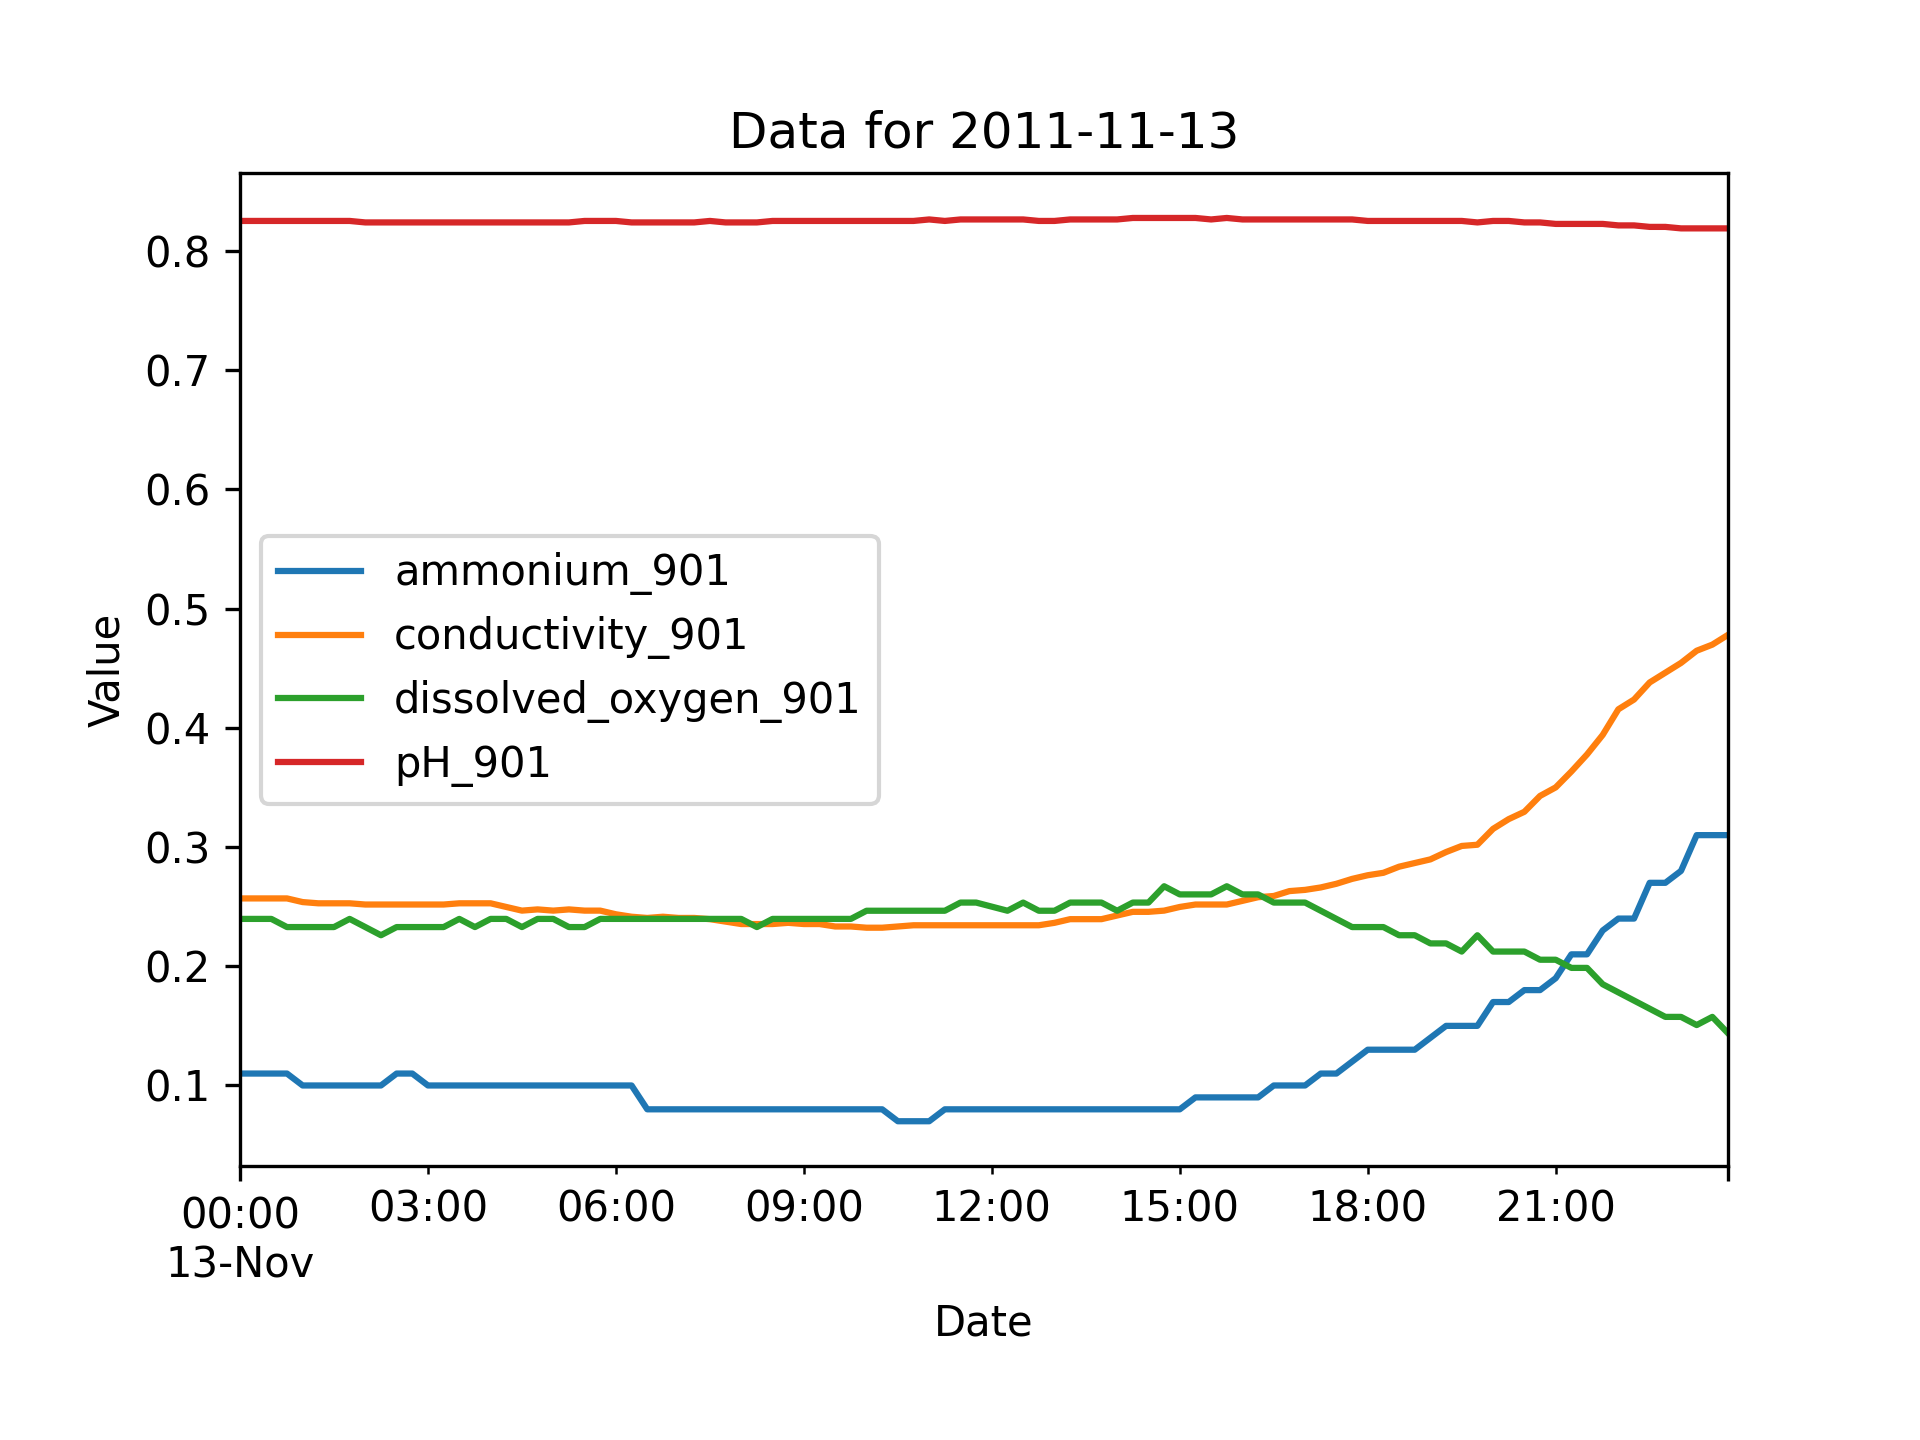 Data for 2011-11-13
Value
0.8
0.7
0.6
0.5
0.4
0.3
0.2
0.1
ammonium_901
conductivity_901
dissolved_oxygen_901
pH_901
00:00 03:00 06:00 09:00 12:00 15:00 18:00 21:00
13-Nov
Date